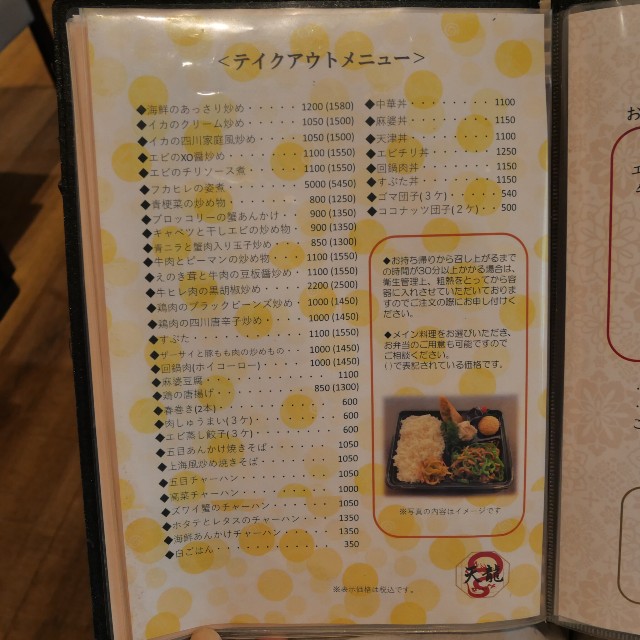 ＜テイクアウトメニュー＞
◆海鮮のあっさり炒め・・・・・・ 1200 (1580)
◆イカのクリーム炒め・・・・・・ 1050 (1500)
◆イカの四川家庭風炒め・・・・・ 1050 (1500)
◆エビのXO醤炒め・・・・・・・ 1100 (1550)
◆エビのチリソース煮・・・・・・ 1100 (1550)
◆フカヒレの姿煮・・・・・・・・ 5000 (5450)
◆青梗菜の炒め物・・・・・・・・ 800 (1250)
◆ブロッコリーの蟹あんかけ・・・ 900 (1350)
◆キャベツと干しエビの炒め物・・ 900 (1350)
◆青ニラと蟹肉入り玉子炒め・・・ 850 (1300)
◆牛肉とピーマンの炒め物・・・・ 1100 (1550)
◆えのき茸と牛肉の豆板醤炒め・・ 1100 (1550)
◆牛ヒレ肉の黒胡椒炒め・・・・・ 2200 (2500)
◆鶏肉のブラックビーンズ炒め・・ 1000 (1450)
◆鶏肉の四川唐辛子炒め・・・・・ 1000 (1450)
◆すぶた・・・・・・・・・・・・ 1100 (1550)
◆ザーサイと豚もも肉の炒めもの・ 1000 (1450)
◆回鍋肉(ホイコーロー)・・・・・ 1000 (1450)
◆麻婆豆腐・・・・・・・・・・・ 1100
◆鶏の唐揚げ・・・・・・・・・・ 850 (1300)
◆春巻き(2本)・・・・・・・・・ 600
◆肉しゅうまい(３ケ)・・・・・・ 600
◆エビ蒸し餃子(３ケ)・・・・・・ 600
◆五目あんかけ焼きそば・・・・・ 1050
◆上海風炒め焼きそば・・・・・・ 1050
◆五目チャーハン・・・・・・・・ 1050
◆高菜チャーハン・・・・・・・・ 1000
◆ズワイ蟹のチャーハン・・・・・ 1050
◆ホタテとレタスのチャーハン・・ 1350
◆海鮮あんかけチャーハン・・・・ 1350
◆白ごはん・・・・・・・・・・・ 350
◆中華丼・・・・・・・・ 1100
◆麻婆丼・・・・・・・・ 1150
◆天津丼・・・・・・・・ 1100
◆エビチリ丼・・・・・・ 1250
◆回鍋肉丼・・・・・・・ 1150
◆すぶた丼・・・・・・・ 1150
◆ゴマ団子(３ケ)・・・・ 540
◆ココナッツ団子(２ケ)・・ 500
◆お持ち帰りから召し上がるまで
の時間が30分以上かかる場合は、
衛生管理上、粗熱をとってから容
器に入れさせていただいておりま
すのでご注文の際にお申し付けく
ださい。
◆メイン料理をお選びいただき、
お弁当のご用意も可能ですので
ご相談ください。
( )で表記されている価格です。
※写真の内容はイメージです
天龍
※表示価格は税込です。